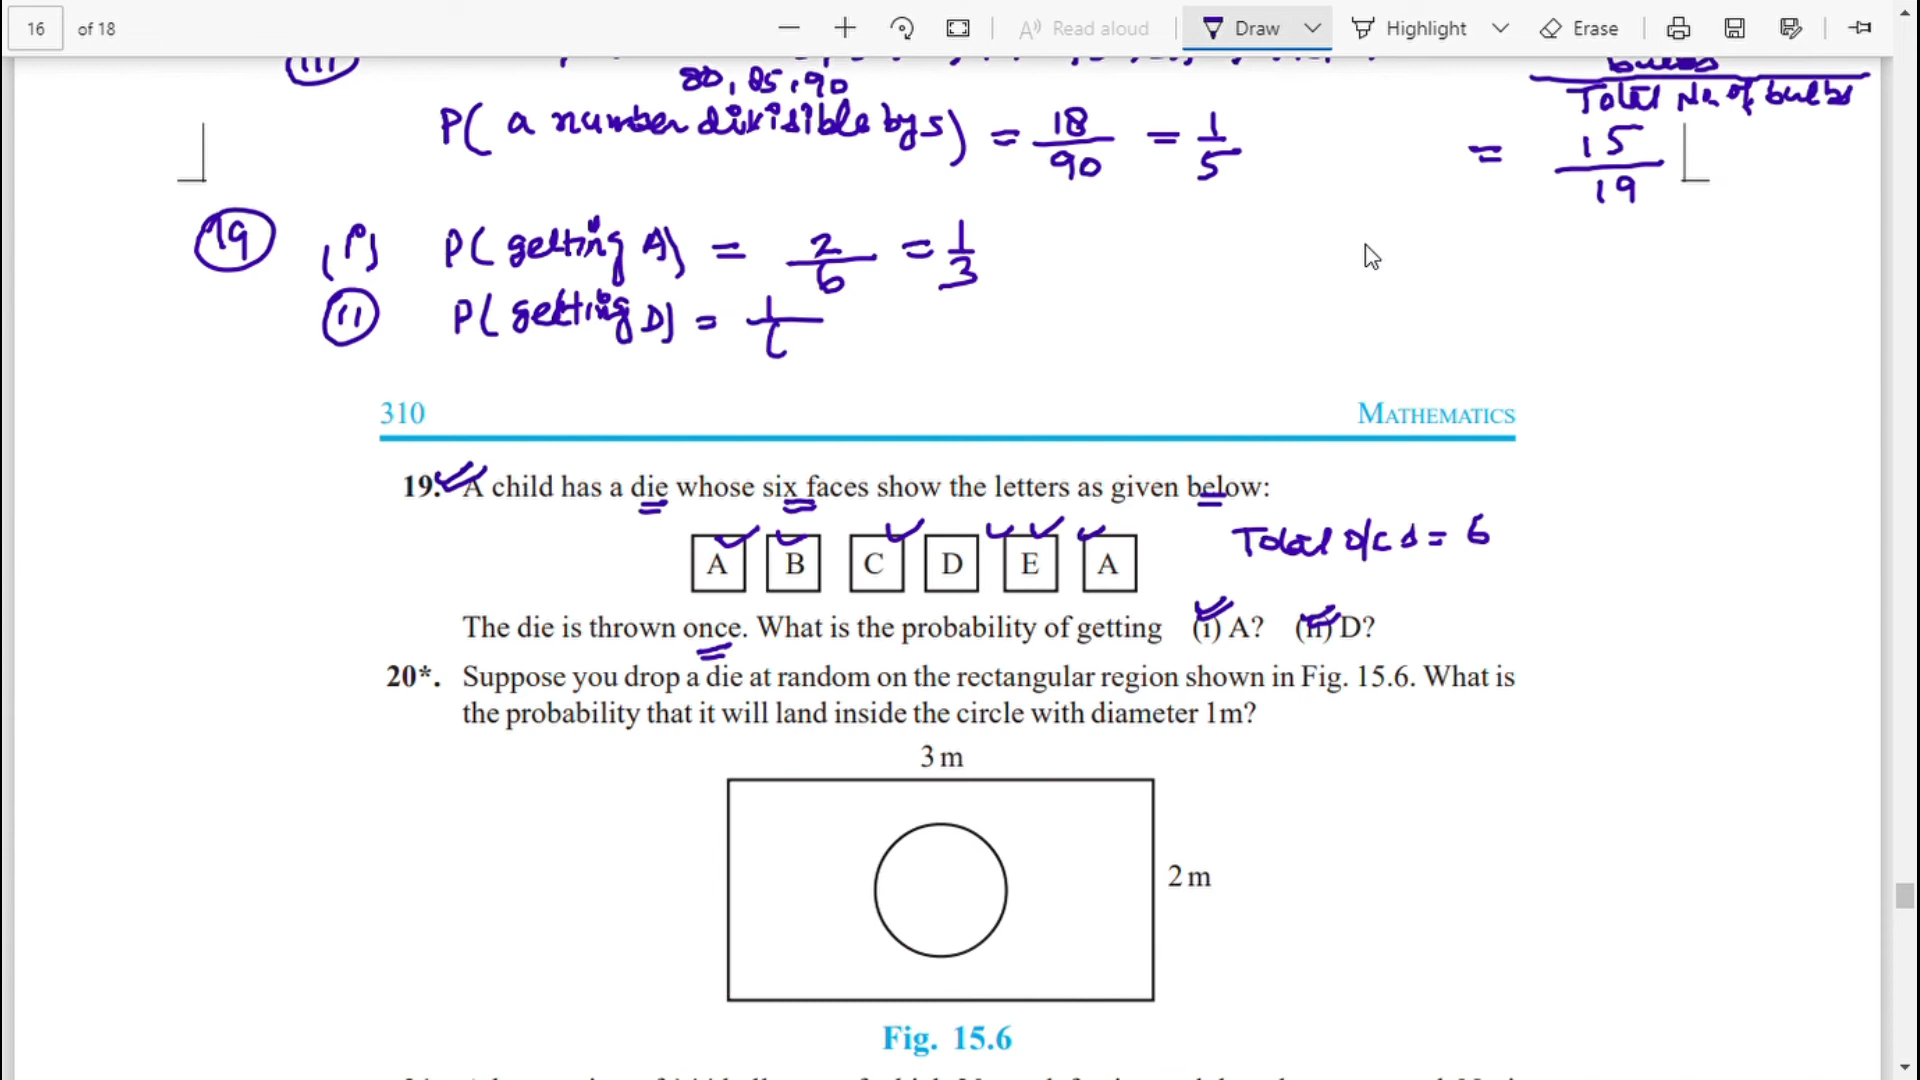 16 of 18 Read aloud Draw Highlight Erase
80, 85, 90
Total No. of bulbs
P( a number divisible by 5) = 18/90 = 1/5
= 15/19
19 (i) P( getting A) = 2/6 = 1/3
(ii) P( getting D) = 1/
310 MATHEMATICS
19. A child has a die whose six faces show the letters as given below:
A B C D E A
Total o/c s = 6
The die is thrown once. What is the probability of getting (i) A? (ii) D?
20*. Suppose you drop a die at random on the rectangular region shown in Fig. 15.6. What is
the probability that it will land inside the circle with diameter 1m?
3 m
2 m
Fig. 15.6